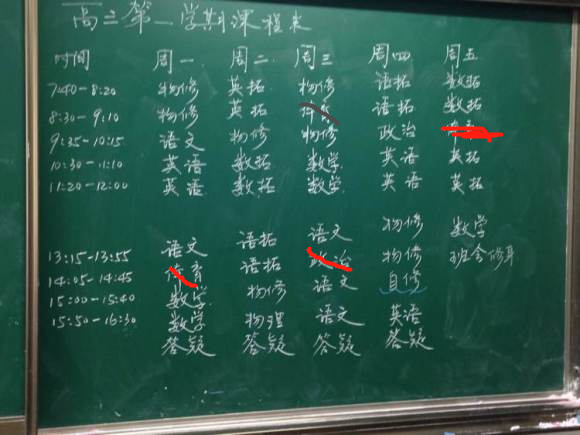 高三第一学期课程表
时间 周一 周二 周三 周四 周五
7:40-8:20 物修 英拓 物修 语拓 数拓
8:30-9:10 物修 英拓 语拓 数拓
9:35-10:15 语文 物修 物修 政治
10:30-11:10 英语 数拓 数学 英语 英拓
11:20-12:00 英语 数拓 数学 英语 英拓
13:15-13:55 语文 语拓 语文 物修 数学
14:05-14:45 体育 语拓 政治 物修 班会修身
15:00-15:40 数学 物修 语文 自修
15:50-16:30 数学 物理 语文 英语
答疑 答疑 答疑 答疑